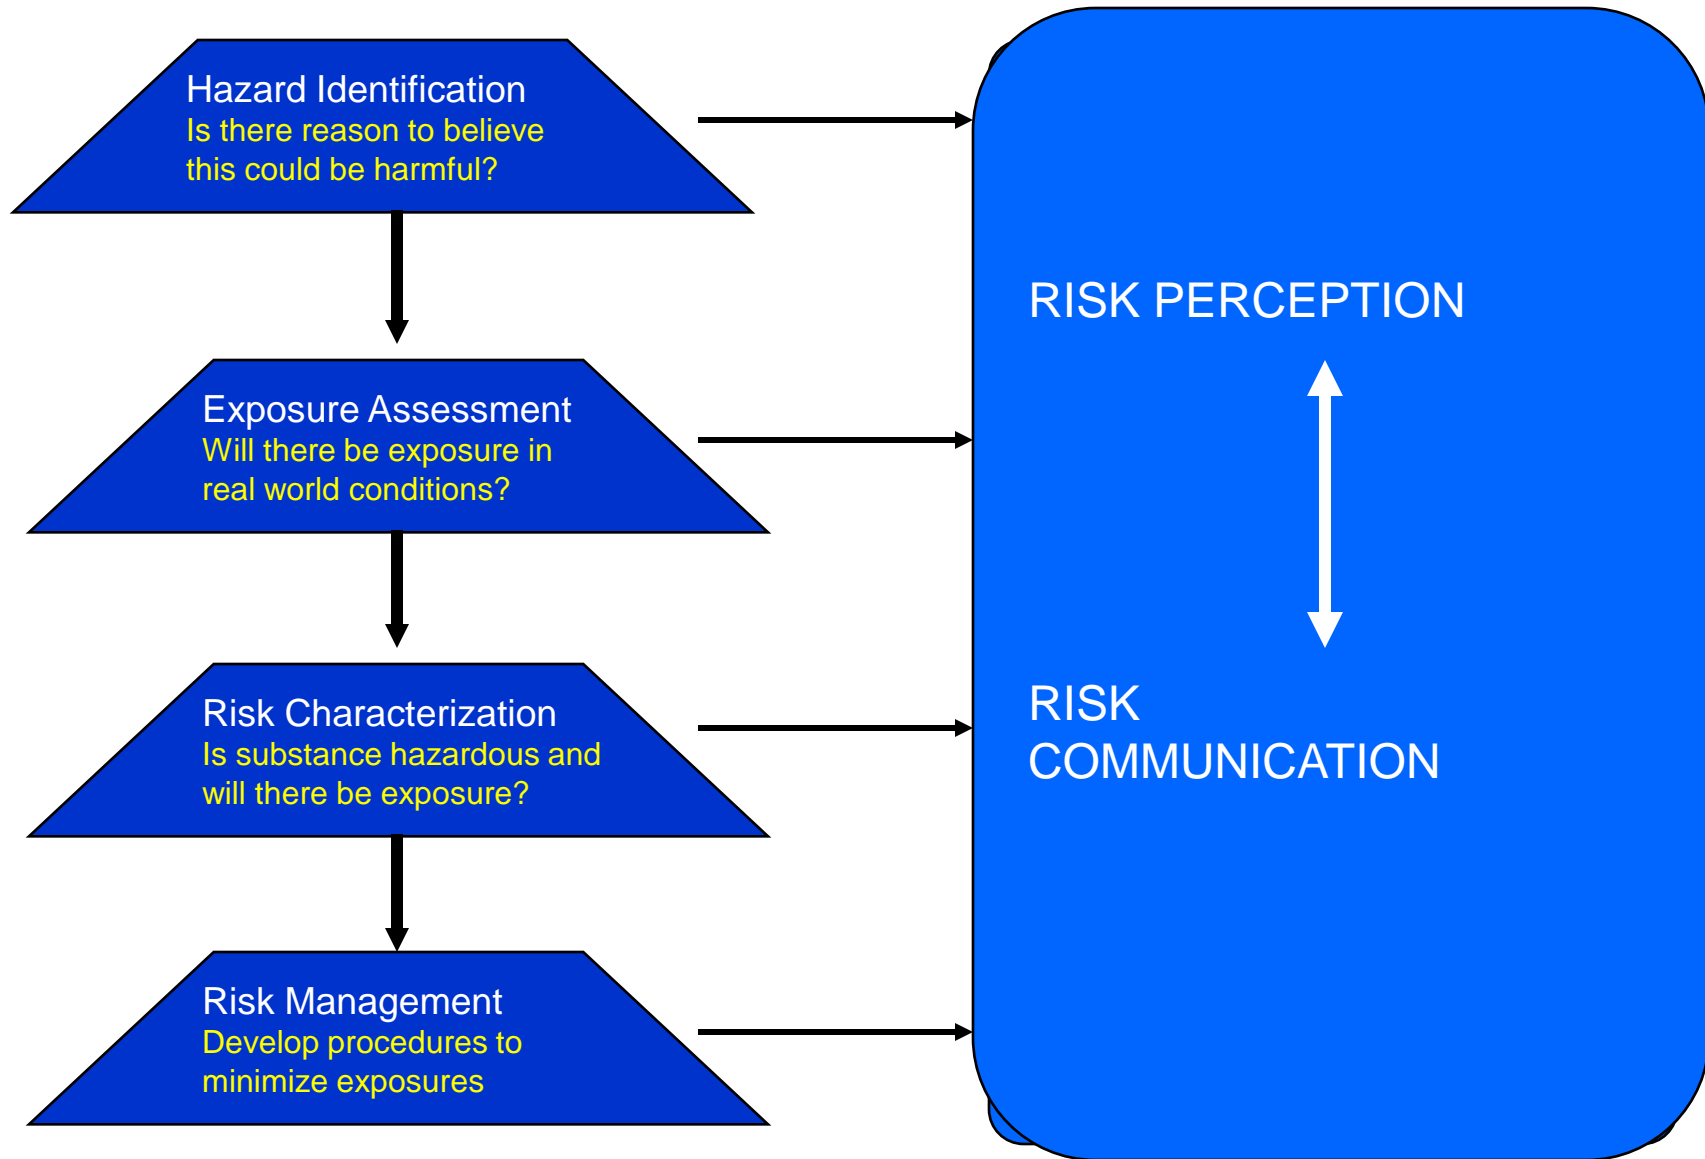 Hazard Identification
Is there reason to believe
this could be harmful?
Exposure Assessment
Will there be exposure in
real world conditions?
Risk Characterization
Is substance hazardous and
will there be exposure?
Risk Management
Develop procedures to
minimize exposures
RISK PERCEPTION
RISK
COMMUNICATION